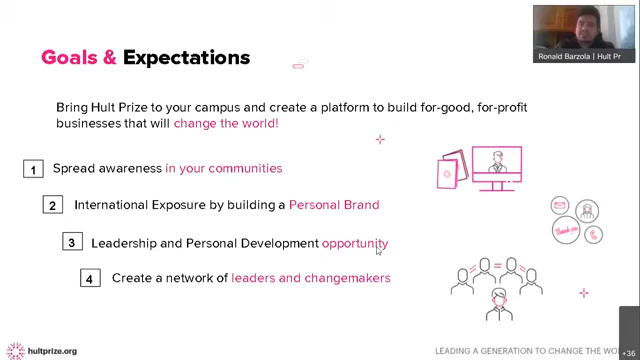 Goals & Expectations
Ronald Barzola | Hult Pr
Bring Hult Prize to your campus and create a platform to build for-good, for-profit
businesses that will change the world!
1 Spread awareness in your communities
2 International Exposure by building a Personal Brand
3 Leadership and Personal Development opportunity
4 Create a network of leaders and changemakers
Thank you
hultprize.org
LEADING A GENERATION TO CHANGE THE WO
+36